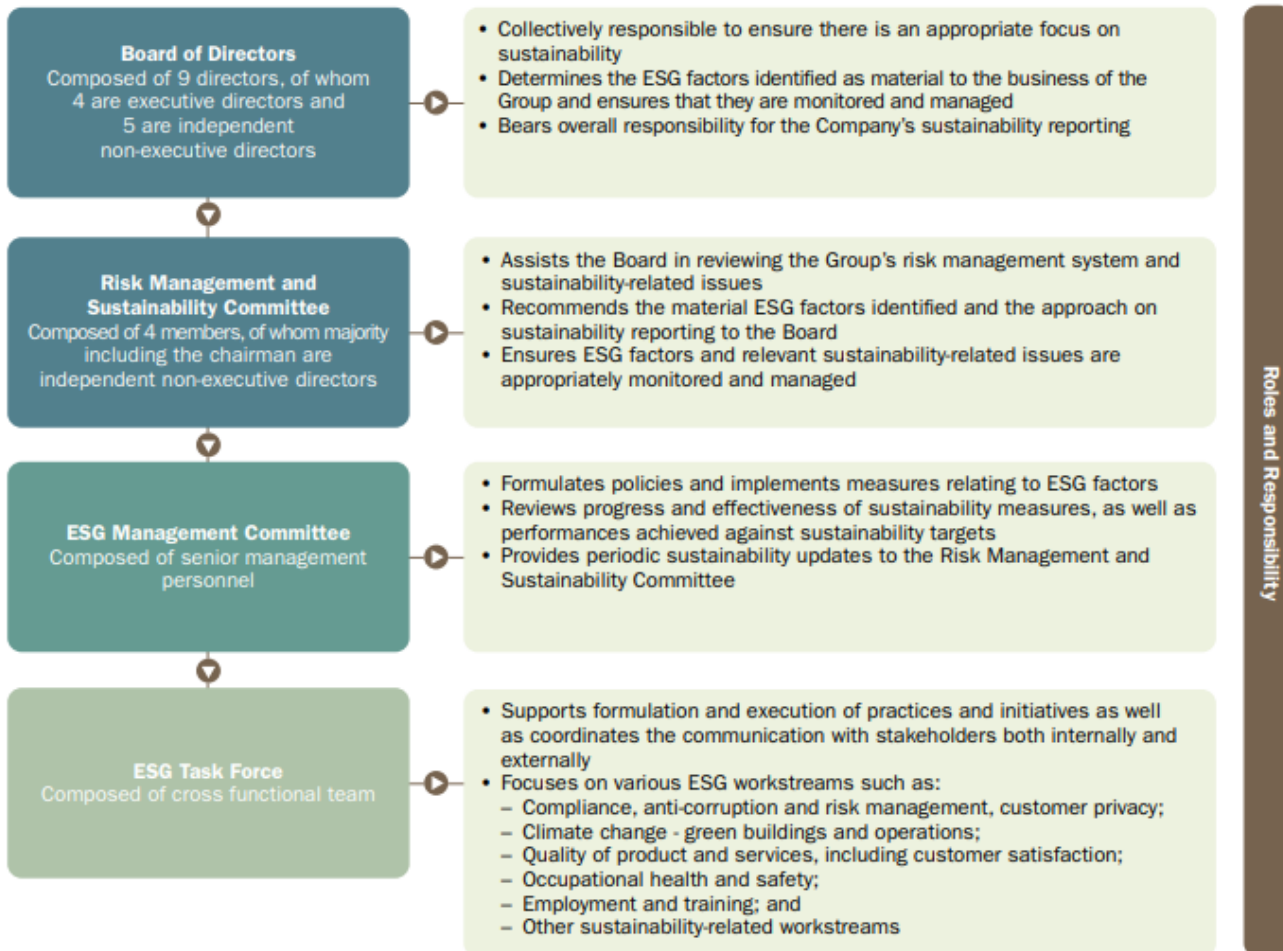 Board of Directors
Composed of 9 directors, of whom
4 are executive directors and
5 are independent
non-executive directors
• Collectively responsible to ensure there is an appropriate focus on
sustainability
• Determines the ESG factors identified as material to the business of the
Group and ensures that they are monitored and managed
• Bears overall responsibility for the Company's sustainability reporting
Risk Management and
Sustainability Committee
Composed of 4 members, of whom majority
including the chairman are
independent non-executive directors
• Assists the Board in reviewing the Group's risk management system and
sustainability-related issues
• Recommends the material ESG factors identified and the approach on
sustainability reporting to the Board
• Ensures ESG factors and relevant sustainability-related issues are
appropriately monitored and managed
ESG Management Committee
Composed of senior management
personnel
• Formulates policies and implements measures relating to ESG factors
• Reviews progress and effectiveness of sustainability measures, as well as
performances achieved against sustainability targets
• Provides periodic sustainability updates to the Risk Management and
Sustainability Committee
ESG Task Force
Composed of cross functional team
• Supports formulation and execution of practices and initiatives as well
as coordinates the communication with stakeholders both internally and
externally
• Focuses on various ESG workstreams such as:
– Compliance, anti-corruption and risk management, customer privacy;
– Climate change - green buildings and operations;
– Quality of product and services, including customer satisfaction;
– Occupational health and safety;
– Employment and training; and
– Other sustainability-related workstreams
Roles and Responsibility